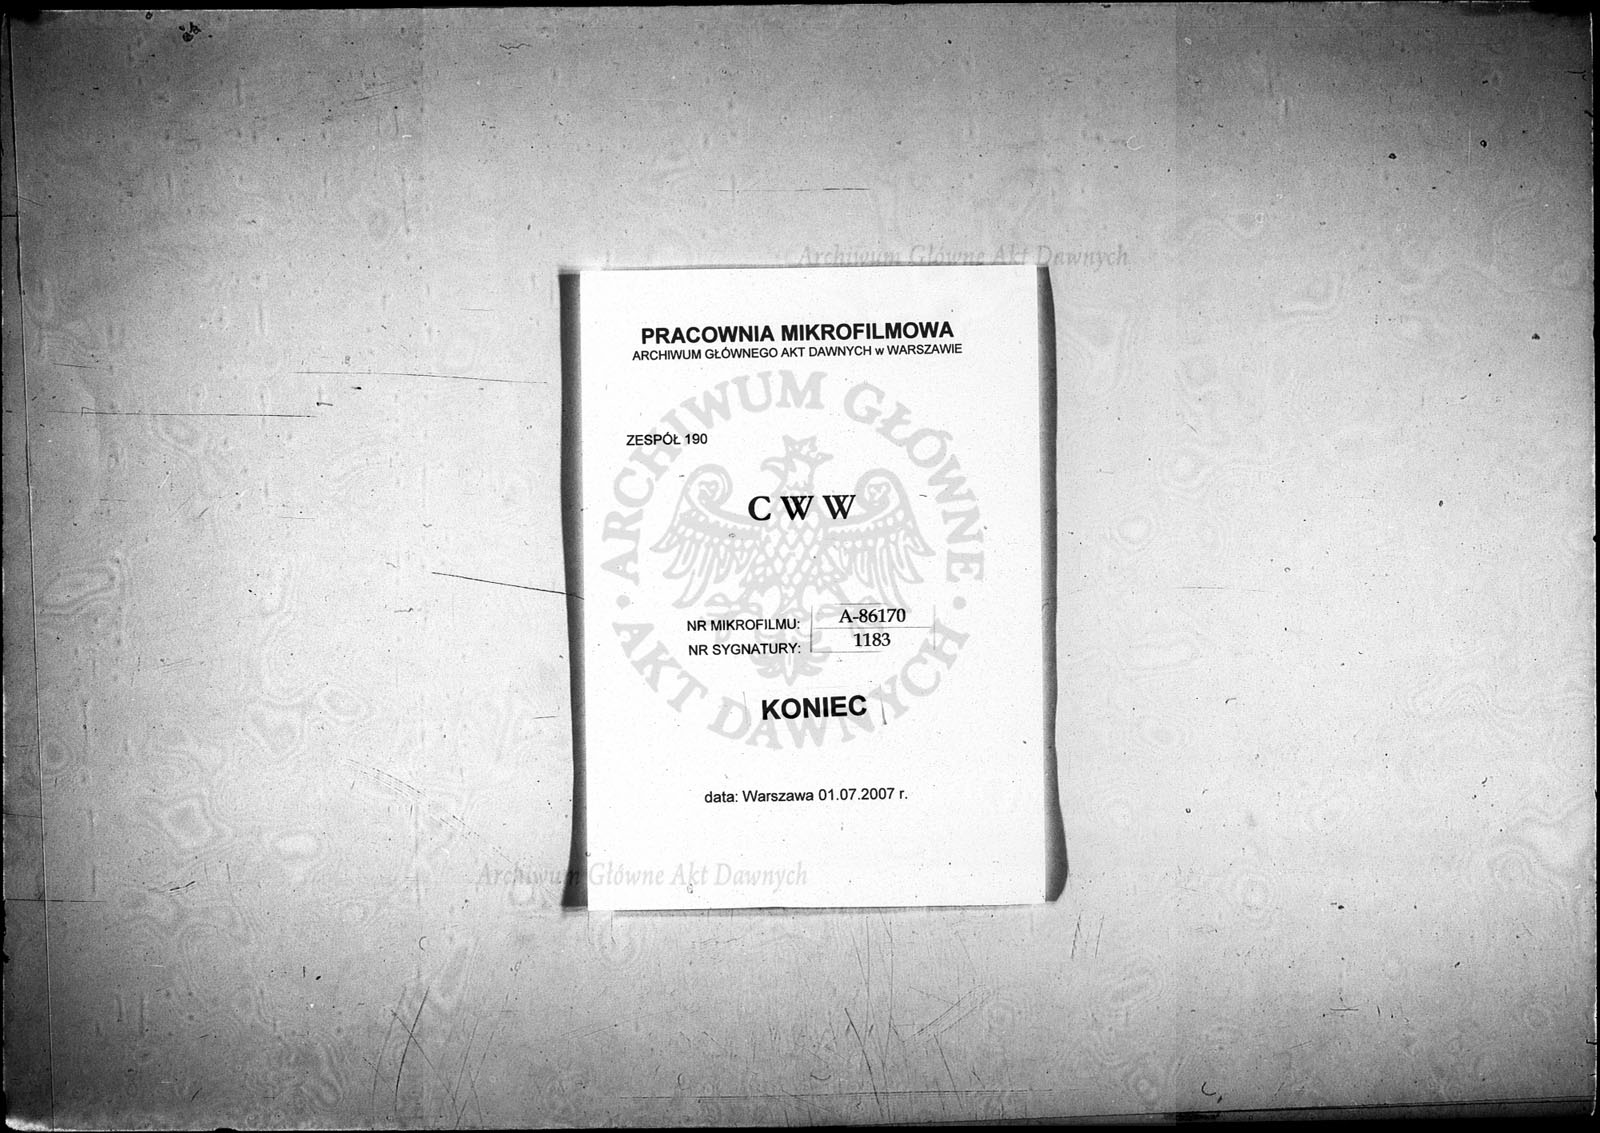 Archiwum Główne Akt Dawnych
PRACOWNIA MIKROFILMOWA
ARCHIWUM GŁÓWNEGO AKT DAWNYCH w WARSZAWIE
ARCHIWUM GŁÓWNE
ZESPÓŁ 190
C W W
NR MIKROFILMU: A-86170
NR SYGNATURY: 1183
AKT DAWNYCH
KONIEC
data: Warszawa 01.07.2007 r.
Archiwum Główne Akt Dawnych